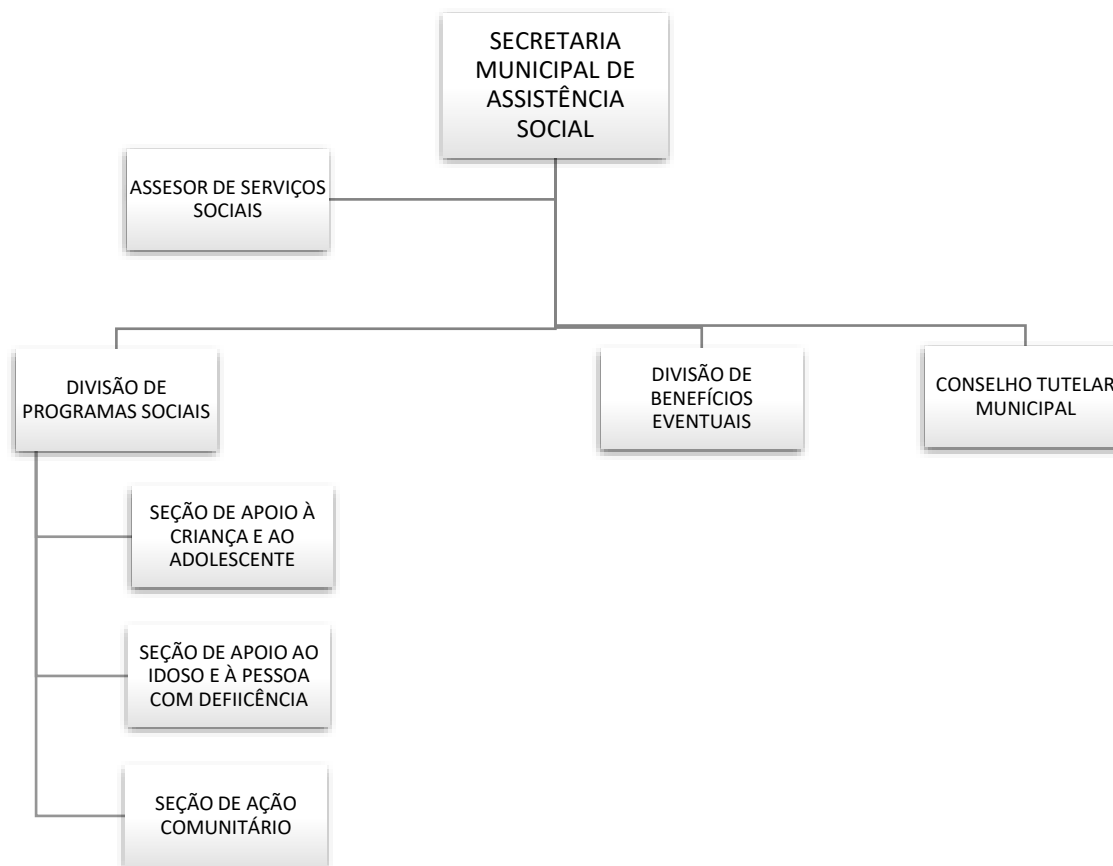 SECRETARIA
MUNICIPAL DE
ASSISTÊNCIA
SOCIAL
ASSESOR DE SERVIÇOS
SOCIAIS
DIVISÃO DE
PROGRAMAS SOCIAIS
DIVISÃO DE
BENEFÍCIOS
EVENTUAIS
CONSELHO TUTELAR
MUNICIPAL
SEÇÃO DE APOIO À
CRIANÇA E AO
ADOLESCENTE
SEÇÃO DE APOIO AO
IDOSO E À PESSOA
COM DEFIICÊNCIA
SEÇÃO DE AÇÃO
COMUNITÁRIO